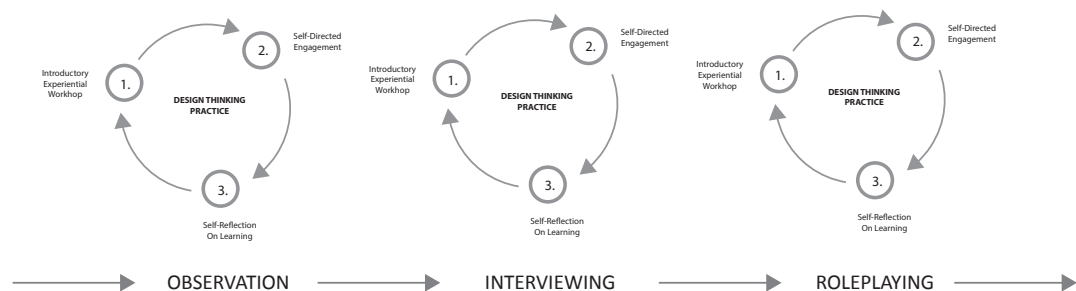 Introductory
Experiential
Workhop
1.
2.
Self-Directed
Engagement
DESIGN THINKING
PRACTICE
3.
Self-Reflection
On Learning
Introductory
Experiential
Workhop
1.
2.
Self-Directed
Engagement
DESIGN THINKING
PRACTICE
3.
Self-Reflection
On Learning
Introductory
Experiential
Workhop
1.
2.
Self-Directed
Engagement
DESIGN THINKING
PRACTICE
3.
Self-Reflection
On Learning
OBSERVATION
INTERVIEWING
ROLEPLAYING